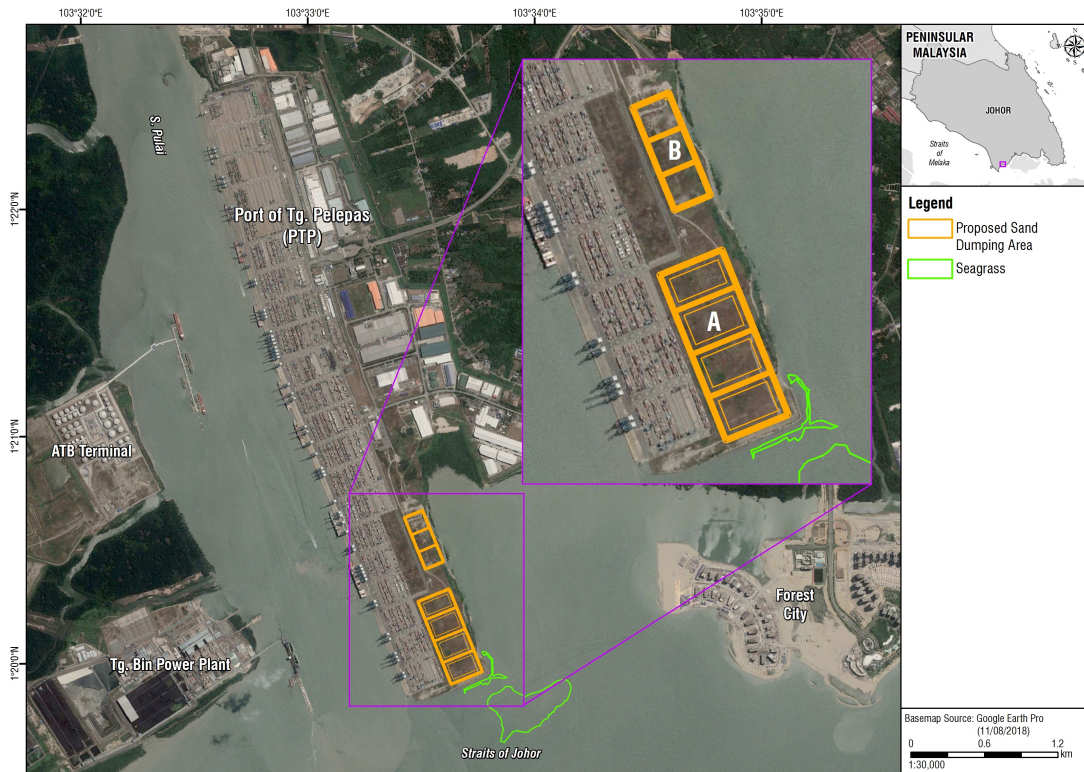 103°32'0"E
103°33'0"E
103°34'0"E
103°35'0"E
1°22'0"N
1°21'0"N
1°20'0"N
S. Pulai
Port of Tg. Pelepas
(PTP)
ATB Terminal
Tg. Bin Power Plant
Straits of Johor
Forest
City
B
A
PENINSULAR
MALAYSIA
N
W
E
S
JOHOR
Straits
of
Melaka
Legend
Proposed Sand
Dumping Area
Seagrass
Basemap Source: Google Earth Pro
(11/08/2018)
0
0.6
1.2
km
1:30,000